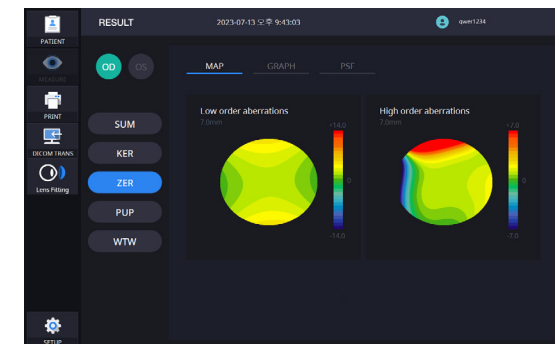 RESULT
2023-07-13 오후 9:43:03
qwer1234
PATIENT
MEASURE
PRINT
DICOM TRANS
Lens Fitting
SETUP
OD
OS
SUM
KER
ZER
PUP
WTW
MAP
GRAPH
PSF
Low order aberrations
7.0mm
+14.0
0
-14.0
High order aberrations
7.0mm
+7.0
0
-7.0